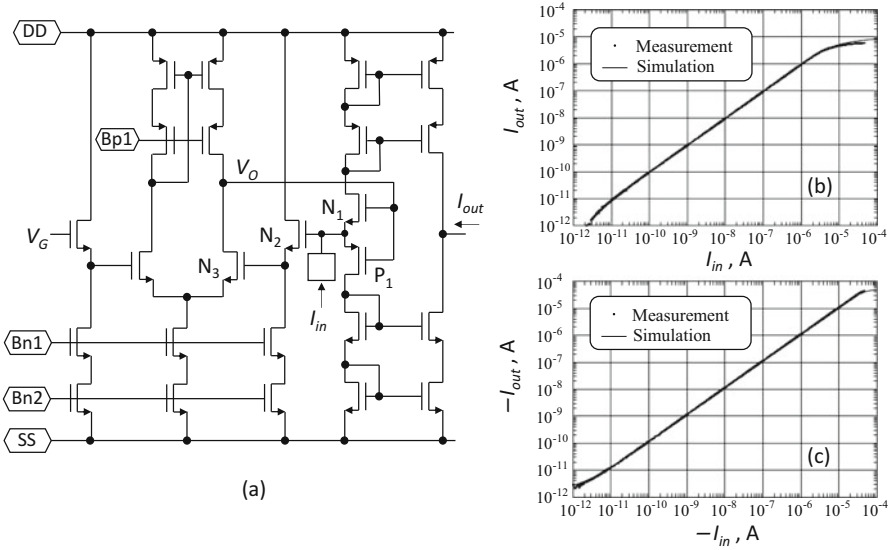 DD
Bp1
V_O
N_1
I_out
V_G
N_2
N_3
P_1
I_in
Bn1
Bn2
SS
(a)
I_out , A
10^-4
10^-5
10^-6
10^-7
10^-8
10^-9
10^-10
10^-11
10^-12
Measurement
Simulation
(b)
10^-12 10^-11 10^-10 10^-9 10^-8 10^-7 10^-6 10^-5 10^-4
I_in , A
−I_out , A
10^-4
10^-5
10^-6
10^-7
10^-8
10^-9
10^-10
10^-11
10^-12
Measurement
Simulation
(c)
10^-12 10^-11 10^-10 10^-9 10^-8 10^-7 10^-6 10^-5 10^-4
−I_in , A